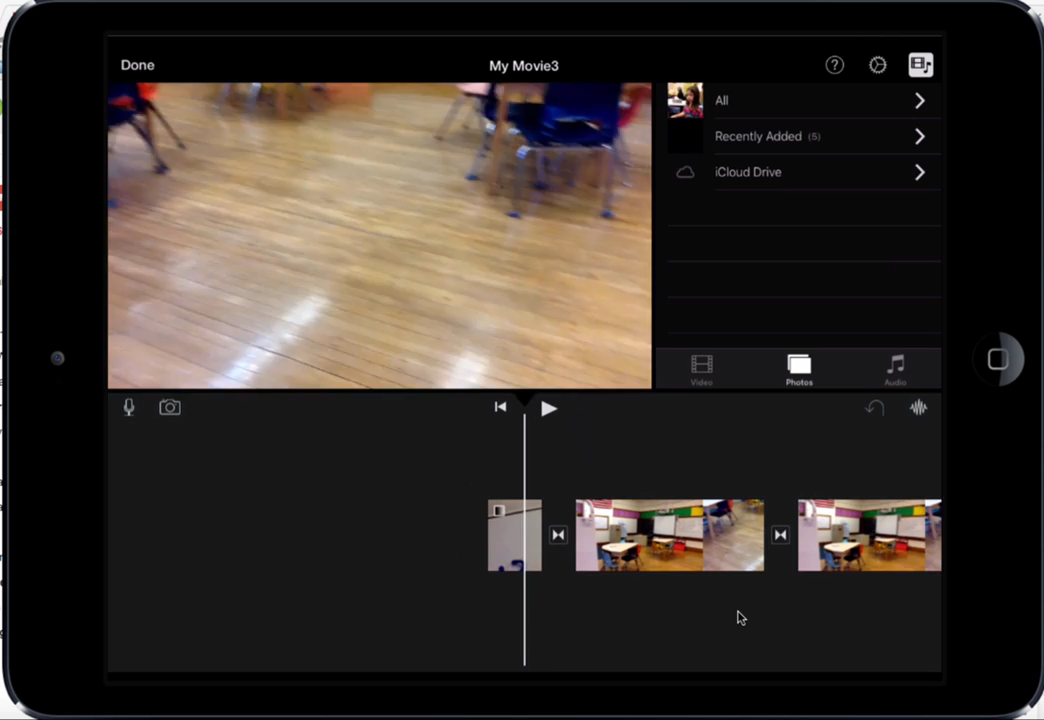 Done
My Movie3
?
All
Recently Added (5)
iCloud Drive
Video
Photos
Audio